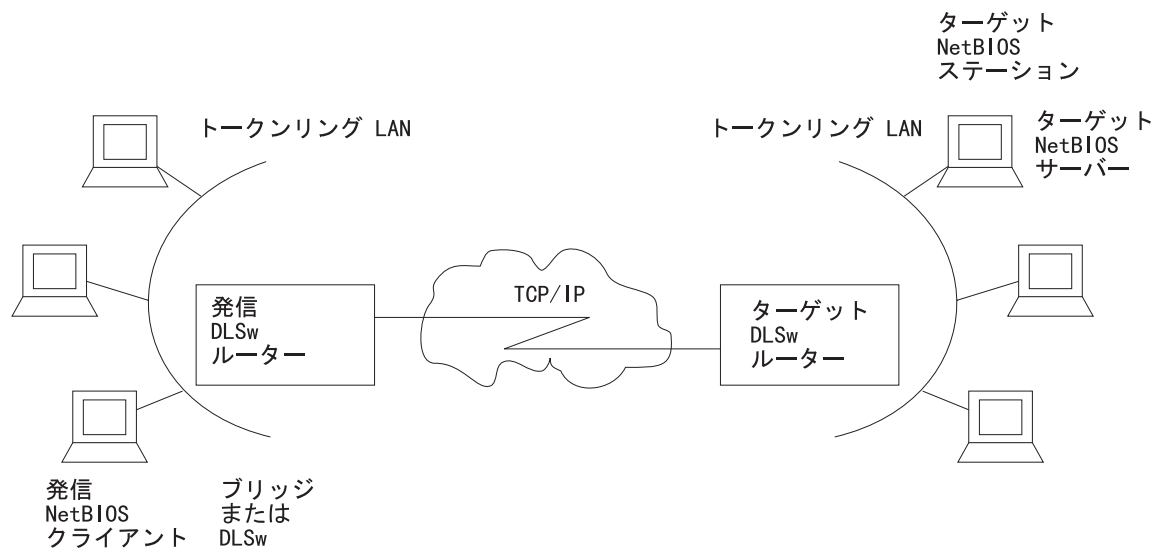 ターゲット
NetBIOS
ステーション
トークンリング LAN
トークンリング LAN
ターゲット
NetBIOS
サーバー
発信
DLSw
ルーター
TCP/IP
ターゲット
DLSw
ルーター
発信
NetBIOS
クライアント
ブリッジ
または
DLSw